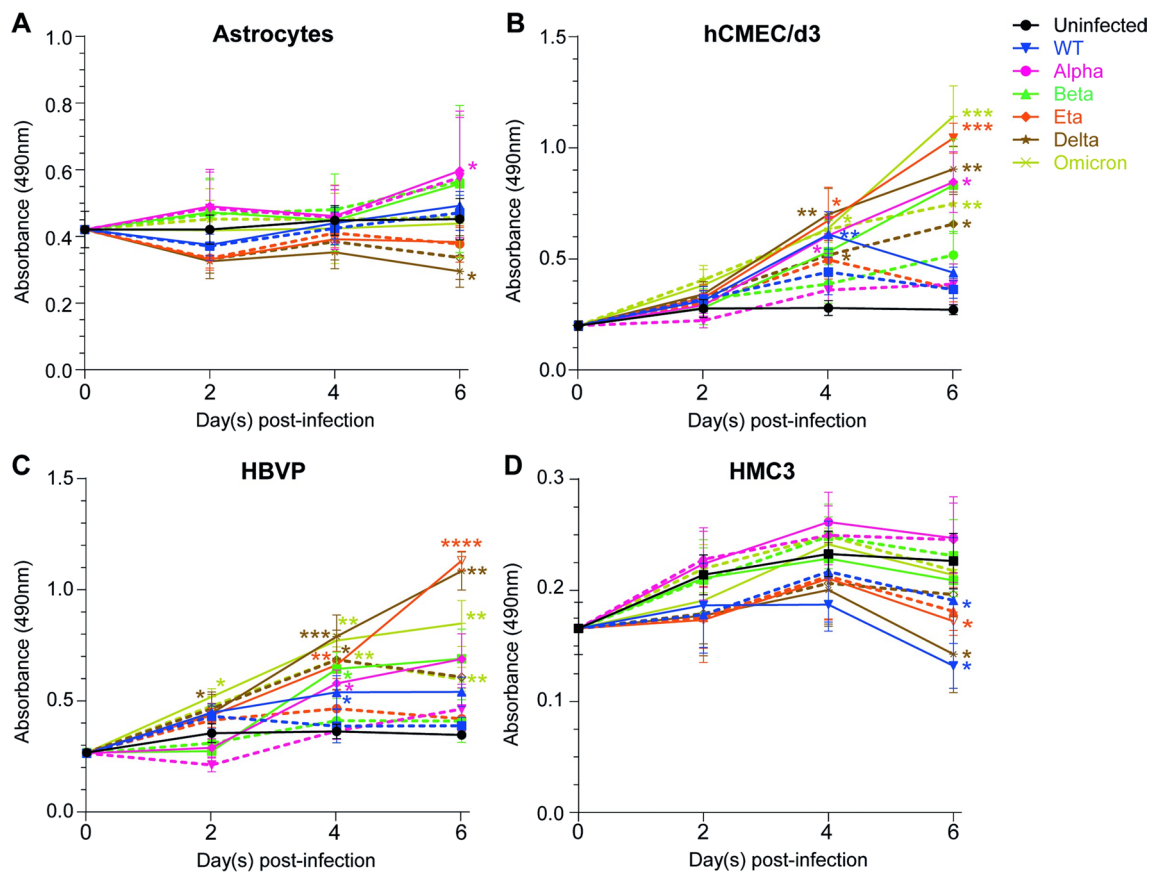 A
Astrocytes
1.0
0.8
0.6
0.4
0.2
0.0
Absorbance (490nm)
0 2 4 6
Day(s) post-infection
*
*
B
hCMEC/d3
1.5
1.0
0.5
0.0
Absorbance (490nm)
0 2 4 6
Day(s) post-infection
**
*
*
**
*
*
***
***
**
*
**
*
Uninfected
WT
Alpha
Beta
Eta
Delta
Omicron
C
HBVP
1.5
1.0
0.5
0.0
Absorbance (490nm)
0 2 4 6
Day(s) post-infection
*
*
**
***
*
**
**
*
*
*
****
**
**
**
D
HMC3
0.3
0.2
0.1
0.0
Absorbance (490nm)
0 2 4 6
Day(s) post-infection
*
*
*
*